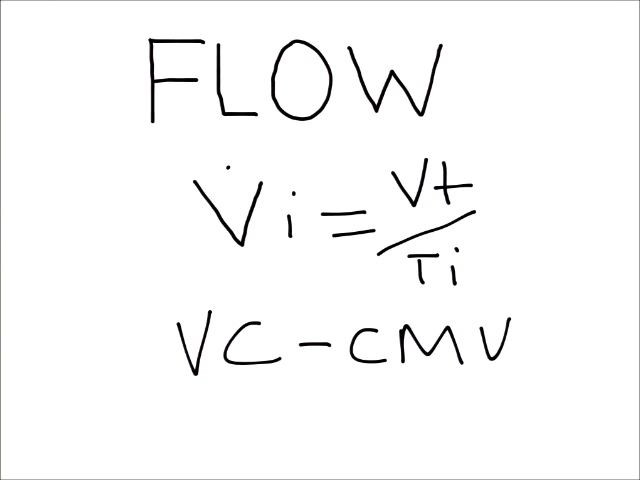 FLOW
V̇i = Vt/Ti
VC-CMV